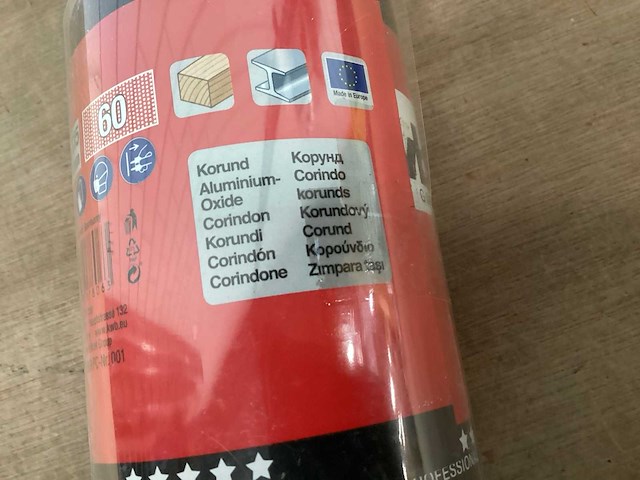 60
Made in Europe
Korund
Aluminium-
Oxide
Corindon
Korundi
Corindón
Corindone
Корунд
Corindo
korunds
Korundový
Corund
Κορούνδιο
Zımpara taşı
001